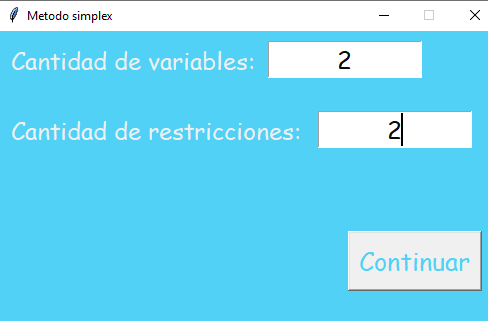 Metodo simplex
Cantidad de variables: 2
Cantidad de restricciones: 2
Continuar